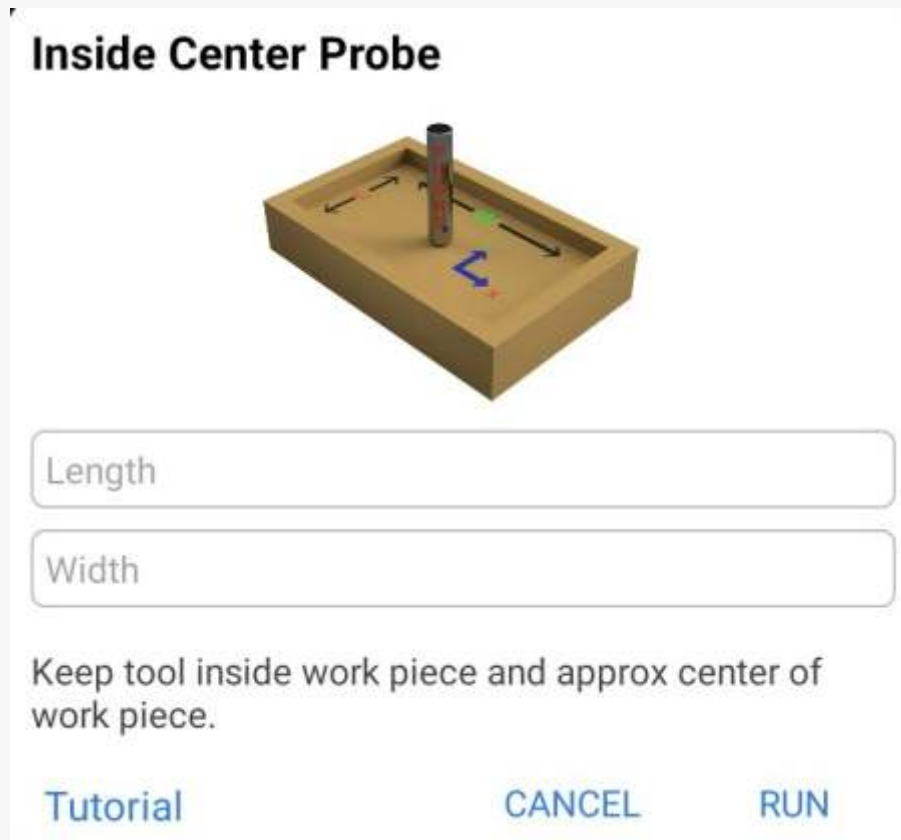 Inside Center Probe
Length
Width
Keep tool inside work piece and approx center of
work piece.
Tutorial
CANCEL
RUN